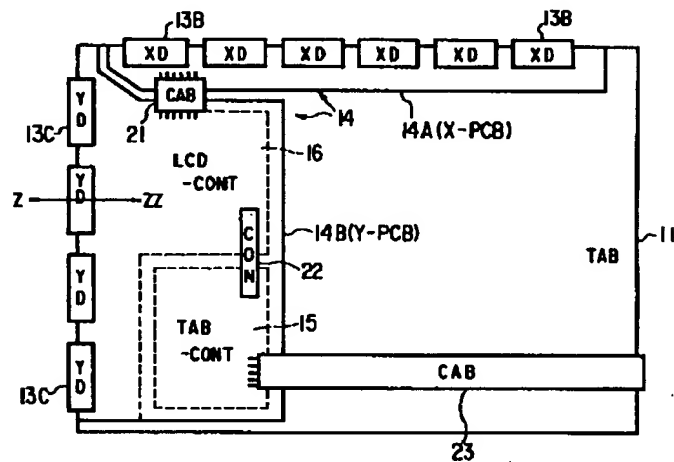 13B
13B
XD XD XD XD XD XD
CAB
21
14
14A(X-PCB)
13C
YD
16
LCD
-CONT
Z
YD
ZZ
CON
14B(Y-PCB)
22
11
TAB
YD
TAB
-CONT
15
YD
13C
CAB
23